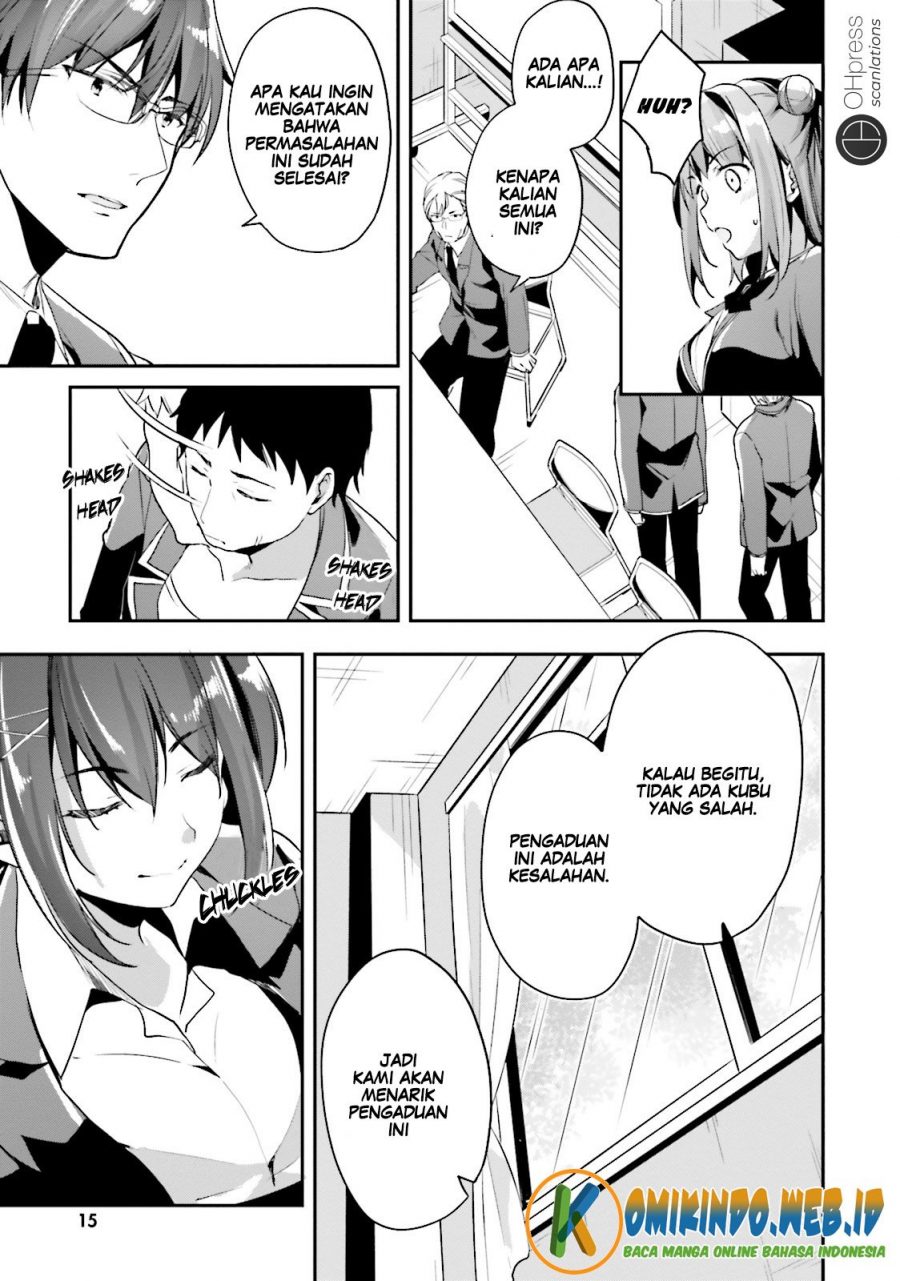 HUH?
ADA APA
KALIAN...!
KENAPA
KALIAN
SEMUA
INI?
APA KAU INGIN
MENGATAKAN
BAHWA
PERMASALAHAN
INI SUDAH
SELESAI?
SHAKES
HEAD
SHAKES
HEAD
KALAU BEGITU,
TIDAK ADA KUBU
YANG SALAH.
PENGADUAN
INI ADALAH
KESALAHAN.
JADI
KAMI AKAN
MENARIK
PENGADUAN
INI
CHUCKLES
15
OHpress
scanlations
KOMIKINDO.WEB.ID
BACA MANGA ONLINE BAHASA INDONESIA